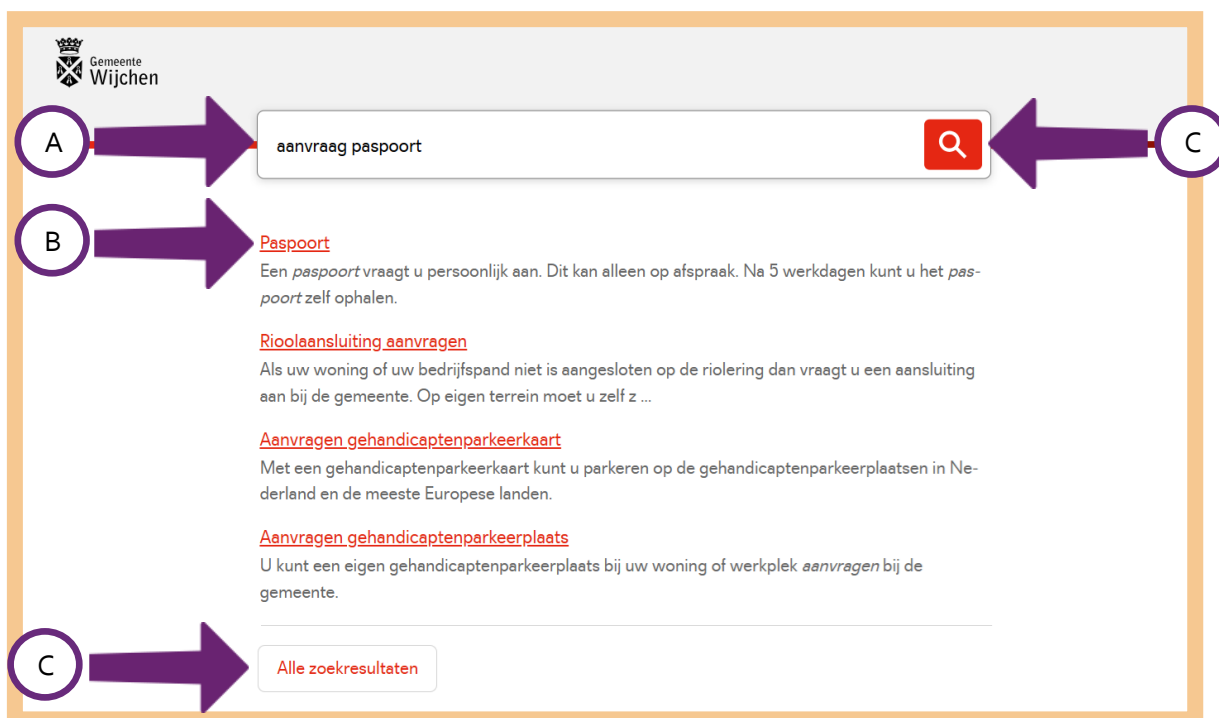 Gemeente
Wijchen
A
aanvraag paspoort
C
B
Paspoort
Een paspoort vraagt u persoonlijk aan. Dit kan alleen op afspraak. Na 5 werkdagen kunt u het pas-
poort zelf ophalen.
Rioolaansluiting aanvragen
Als uw woning of uw bedrijfspand niet is aangesloten op de riolering dan vraagt u een aansluiting
aan bij de gemeente. Op eigen terrein moet u zelf z ...
Aanvragen gehandicaptenparkeerkaart
Met een gehandicaptenparkeerkaart kunt u parkeren op de gehandicaptenparkeerplaatsen in Ne-
derland en de meeste Europese landen.
Aanvragen gehandicaptenparkeerplaats
U kunt een eigen gehandicaptenparkeerplaats bij uw woning of werkplek aanvragen bij de
gemeente.
C
Alle zoekresultaten